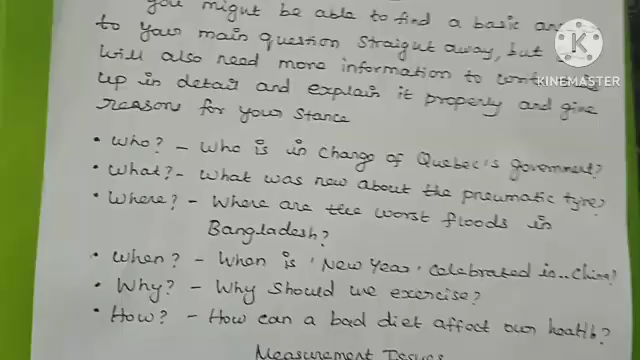 you might be able to find a basic
to your main question straight away, but
will also need more information to
up in detail and explain it properly and give
reasons for your stance
• Who? - Who is in change of Quebec's government?
• What? - What was new about the pneumatic tyre?
• Where? - Where are the worst floods in
Bangladesh?
• When? - When is 'New Year' celebrated in.. China?
• Why? - Why should we exercise?
• How? - How can a bad diet affect our health?
Measurement Issues
KINEMASTER